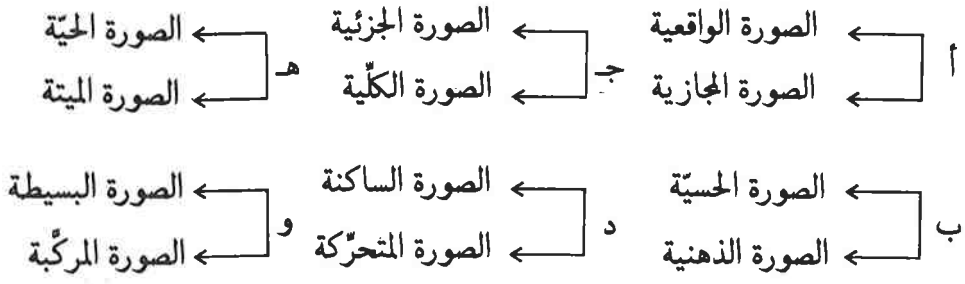 أ الصورة الواقعية
الصورة المجازية
جـ الصورة الجزئية
الصورة الكلّية
هـ الصورة الحيّة
الصورة الميتة
ب الصورة الحسيّة
الصورة الذهنية
د الصورة الساكنة
الصورة المتحرّكة
و الصورة البسيطة
الصورة المركَّبة